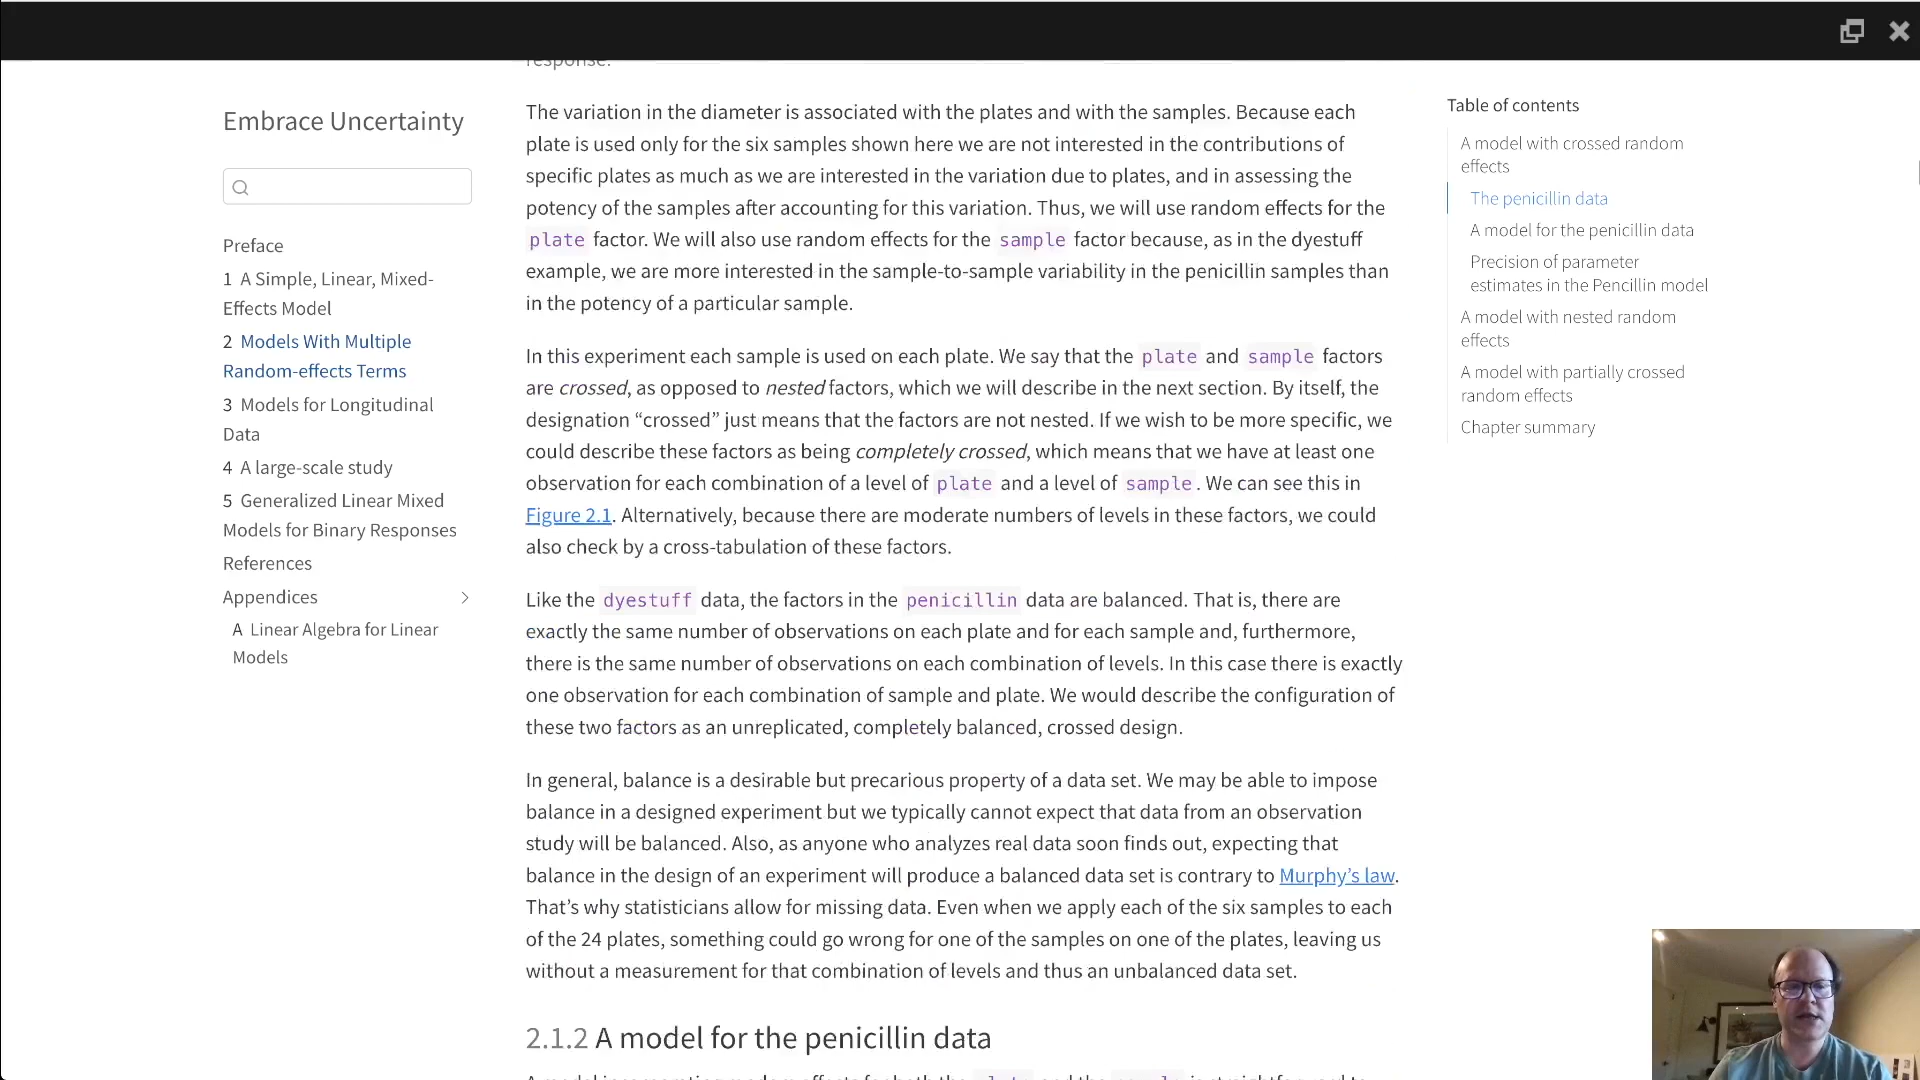 response.
Embrace Uncertainty
Preface
1 A Simple, Linear, Mixed-
Effects Model
2 Models With Multiple
Random-effects Terms
3 Models for Longitudinal
Data
4 A large-scale study
5 Generalized Linear Mixed
Models for Binary Responses
References
Appendices
A Linear Algebra for Linear
Models
The variation in the diameter is associated with the plates and with the samples. Because each
plate is used only for the six samples shown here we are not interested in the contributions of
specific plates as much as we are interested in the variation due to plates, and in assessing the
potency of the samples after accounting for this variation. Thus, we will use random effects for the
plate factor. We will also use random effects for the sample factor because, as in the dyestuff
example, we are more interested in the sample-to-sample variability in the penicillin samples than
in the potency of a particular sample.
In this experiment each sample is used on each plate. We say that the plate and sample factors
are crossed, as opposed to nested factors, which we will describe in the next section. By itself, the
designation “crossed” just means that the factors are not nested. If we wish to be more specific, we
could describe these factors as being completely crossed, which means that we have at least one
observation for each combination of a level of plate and a level of sample. We can see this in
Figure 2.1. Alternatively, because there are moderate numbers of levels in these factors, we could
also check by a cross-tabulation of these factors.
Like the dyestuff data, the factors in the penicillin data are balanced. That is, there are
exactly the same number of observations on each plate and for each sample and, furthermore,
there is the same number of observations on each combination of levels. In this case there is exactly
one observation for each combination of sample and plate. We would describe the configuration of
these two factors as an unreplicated, completely balanced, crossed design.
In general, balance is a desirable but precarious property of a data set. We may be able to impose
balance in a designed experiment but we typically cannot expect that data from an observation
study will be balanced. Also, as anyone who analyzes real data soon finds out, expecting that
balance in the design of an experiment will produce a balanced data set is contrary to Murphy’s law.
That’s why statisticians allow for missing data. Even when we apply each of the six samples to each
of the 24 plates, something could go wrong for one of the samples on one of the plates, leaving us
without a measurement for that combination of levels and thus an unbalanced data set.
2.1.2 A model for the penicillin data
Table of contents
A model with crossed random
effects
The penicillin data
A model for the penicillin data
Precision of parameter
estimates in the Pencillin model
A model with nested random
effects
A model with partially crossed
random effects
Chapter summary